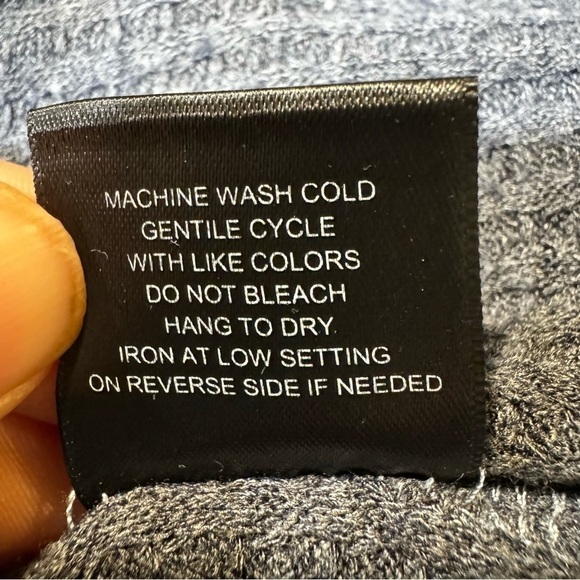 MACHINE WASH COLD
GENTILE CYCLE
WITH LIKE COLORS
DO NOT BLEACH
HANG TO DRY
IRON AT LOW SETTING
ON REVERSE SIDE IF NEEDED